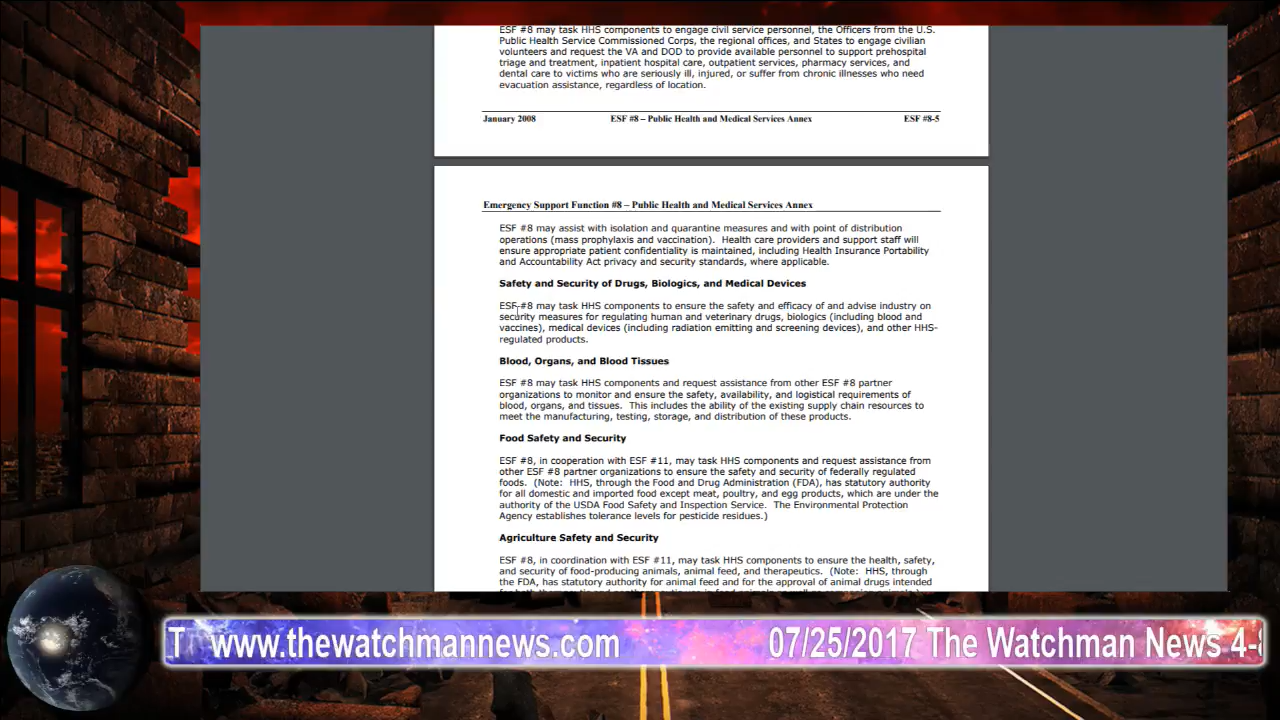 ESF #8 may task HHS components to engage civil service personnel, the Officers from the U.S.
Public Health Service Commissioned Corps, the regional offices, and States to engage civilian
volunteers and request the VA and DOD to provide available personnel to support prehospital
triage and treatment, inpatient hospital care, outpatient services, pharmacy services, and
dental care to victims who are seriously ill, injured, or suffer from chronic illnesses who need
evacuation assistance, regardless of location.
January 2008 ESF #8 – Public Health and Medical Services Annex ESF #8-5
Emergency Support Function #8 – Public Health and Medical Services Annex
ESF #8 may assist with isolation and quarantine measures and with point of distribution
operations (mass prophylaxis and vaccination). Health care providers and support staff will
ensure appropriate patient confidentiality is maintained, including Health Insurance Portability
and Accountability Act privacy and security standards, where applicable.
Safety and Security of Drugs, Biologics, and Medical Devices
ESF #8 may task HHS components to ensure the safety and efficacy of and advise industry on
security measures for regulating human and veterinary drugs, biologics (including blood and
vaccines), medical devices (including radiation emitting and screening devices), and other HHS-
regulated products.
Blood, Organs, and Blood Tissues
ESF #8 may task HHS components and request assistance from other ESF #8 partner
organizations to monitor and ensure the safety, availability, and logistical requirements of
blood, organs, and tissues. This includes the ability of the existing supply chain resources to
meet the manufacturing, testing, storage, and distribution of these products.
Food Safety and Security
ESF #8, in cooperation with ESF #11, may task HHS components and request assistance from
other ESF #8 partner organizations to ensure the safety and security of federally regulated
foods. (Note: HHS, through the Food and Drug Administration (FDA), has statutory authority
for all domestic and imported food except meat, poultry, and egg products, which are under the
authority of the USDA Food Safety and Inspection Service. The Environmental Protection
Agency establishes tolerance levels for pesticide residues.)
Agriculture Safety and Security
ESF #8, in coordination with ESF #11, may task HHS components to ensure the health, safety,
and security of food-producing animals, animal feed, and therapeutics. (Note: HHS, through
the FDA, has statutory authority for animal feed and for the approval of animal drugs intended
T www.thewatchmannews.com 07/25/2017 The Watchman News 4-